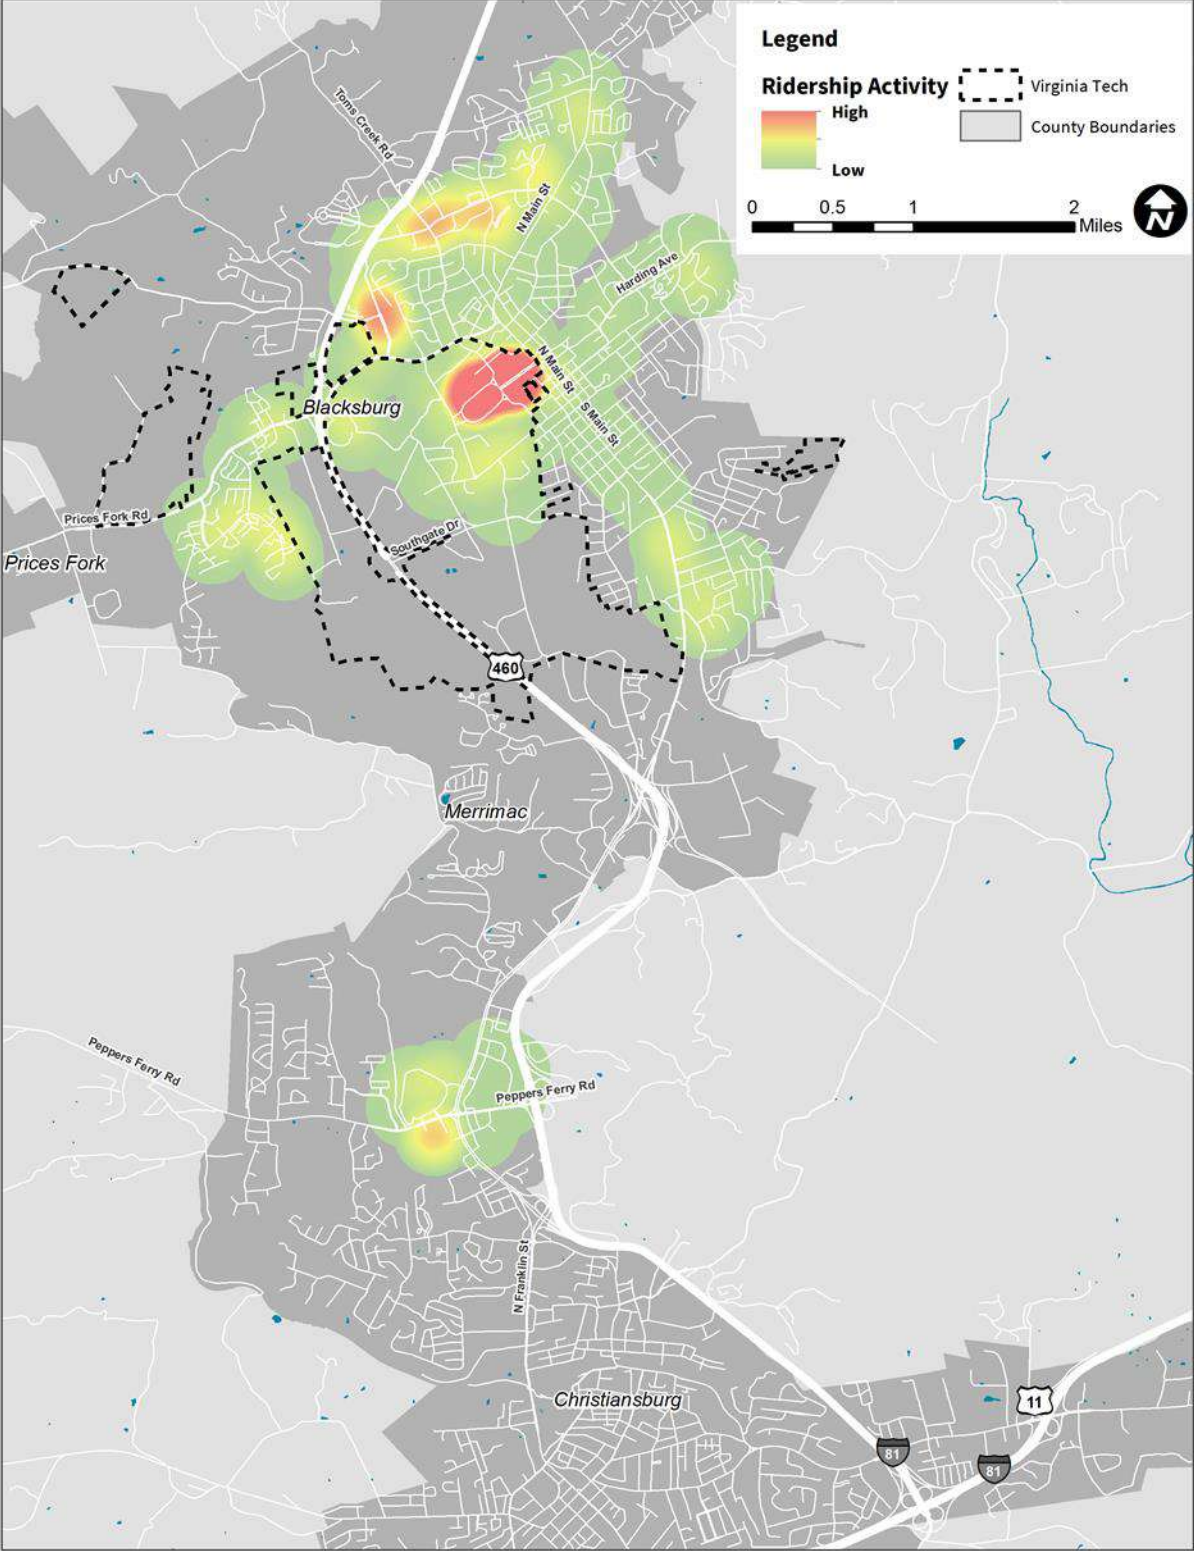 Legend
Ridership Activity
High
Low
Virginia Tech
County Boundaries
0 0.5 1 2 Miles
N
Toms Creek Rd
N Main St
Harding Ave
N Main St
S Main St
Blacksburg
Prices Fork Rd
Southgate Dr
Prices Fork
460
Merrimac
Peppers Ferry Rd
Peppers Ferry Rd
N Franklin St
Christiansburg
11
81
81